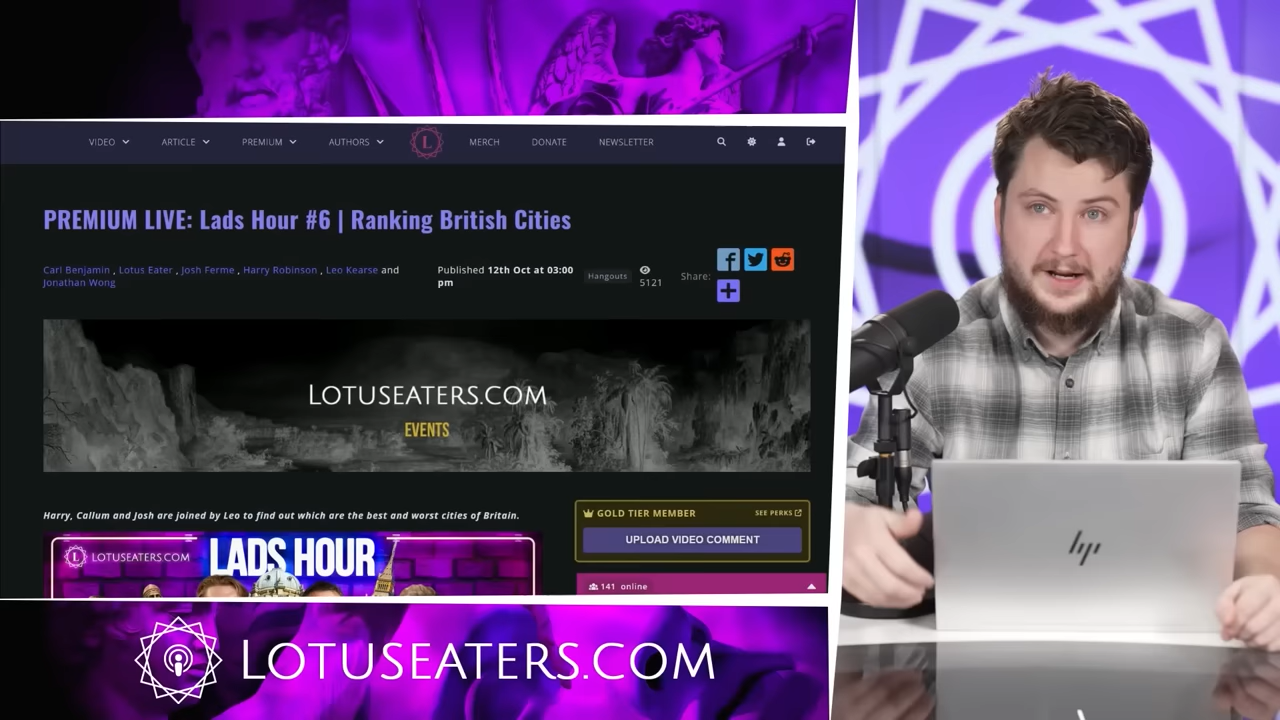 VIDEO ARTICLE PREMIUM AUTHORS L MERCH DONATE NEWSLETTER
PREMIUM LIVE: Lads Hour #6 | Ranking British Cities
Carl Benjamin , Lotus Eater , Josh Ferme , Harry Robinson , Leo Kearse and
Jonathan Wong
Published 12th Oct at 03:00
pm
Hangouts
5121
Share:
LOTUSEATERS.COM
EVENTS
Harry, Callum and Josh are joined by Leo to find out which are the best and worst cities of Britain.
GOLD TIER MEMBER SEE PERKS
UPLOAD VIDEO COMMENT
LOTUSEATERS.COM
LADS HOUR
141 online
LOTUSEATERS.COM
hp